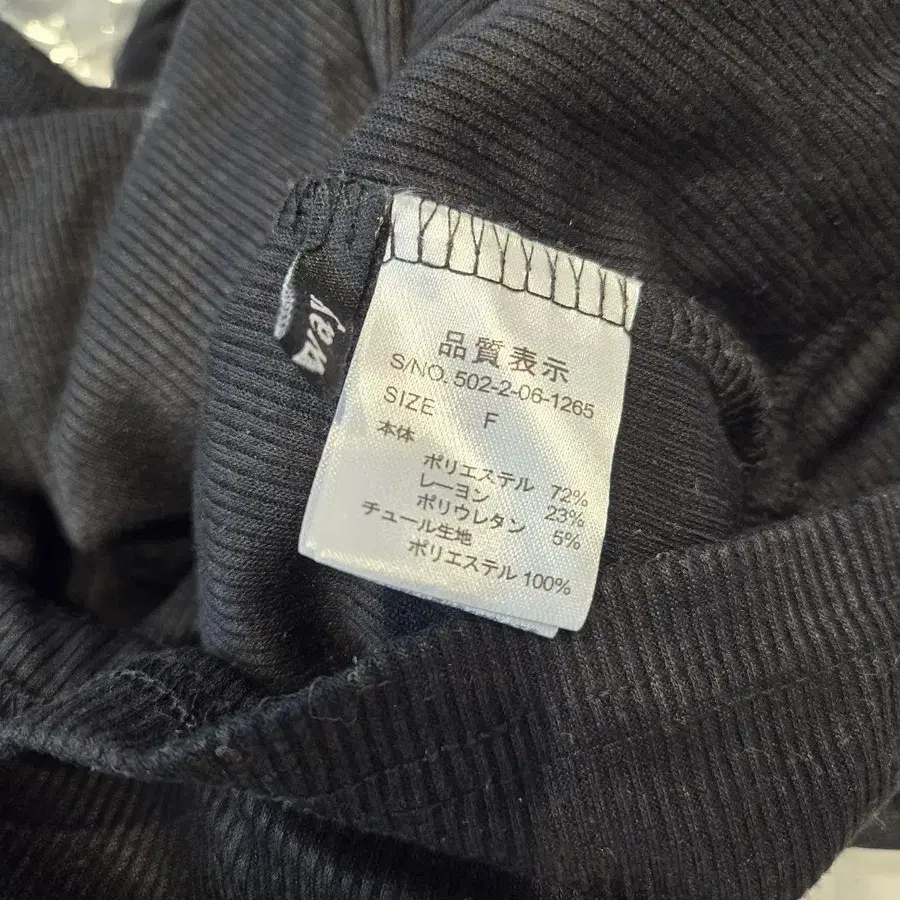 品質表示
S/NO. 502-2-06-1265
SIZE F
本体
ポリエステル 72%
レーヨン 23%
ポリウレタン 5%
チュール生地
ポリエステル 100%